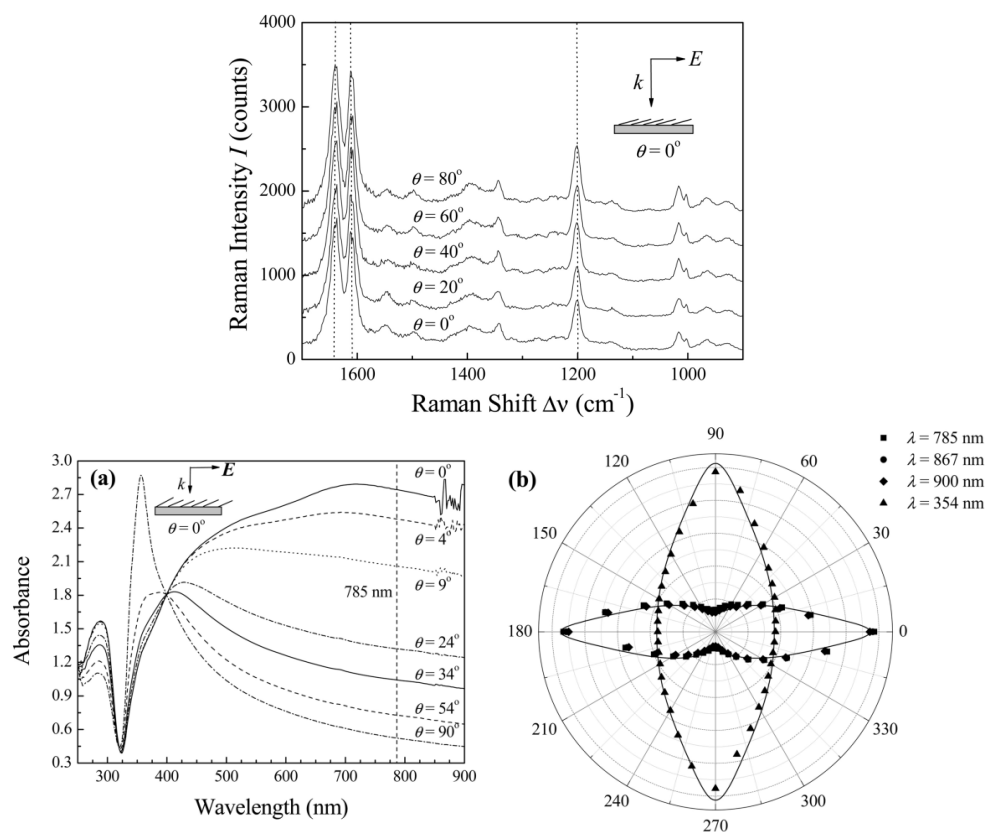 4000
3000
2000
1000
0
Raman Intensity I (counts)
E
k
θ = 0°
θ = 80°
θ = 60°
θ = 40°
θ = 20°
θ = 0°
1600 1400 1200 1000
Raman Shift Δν (cm⁻¹)
(a)
3.0
2.7
2.4
2.1
1.8
1.5
1.2
0.9
0.6
0.3
Absorbance
E
k
θ = 0°
θ = 0°
θ = 4°
θ = 9°
785 nm
θ = 24°
θ = 34°
θ = 54°
θ = 90°
300 400 500 600 700 800 900
Wavelength (nm)
(b)
λ = 785 nm
λ = 867 nm
λ = 900 nm
λ = 354 nm
90
120 60
150 30
180 0
210 330
240 300
270